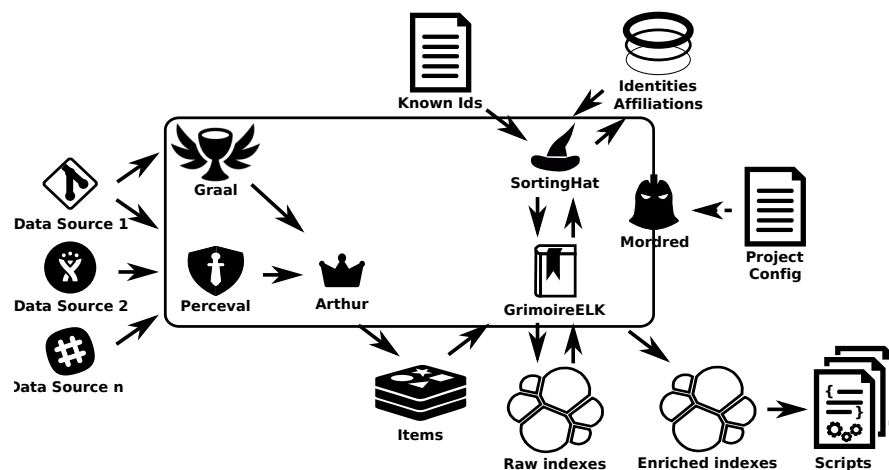 Known Ids
Identities
Affiliations
Graal
SortingHat
Data Source 1
Mordred
Project
Config
Data Source 2
Perceval
Arthur
GrimoireELK
Data Source n
{
}
Items
Raw indexes
Enriched indexes
Scripts